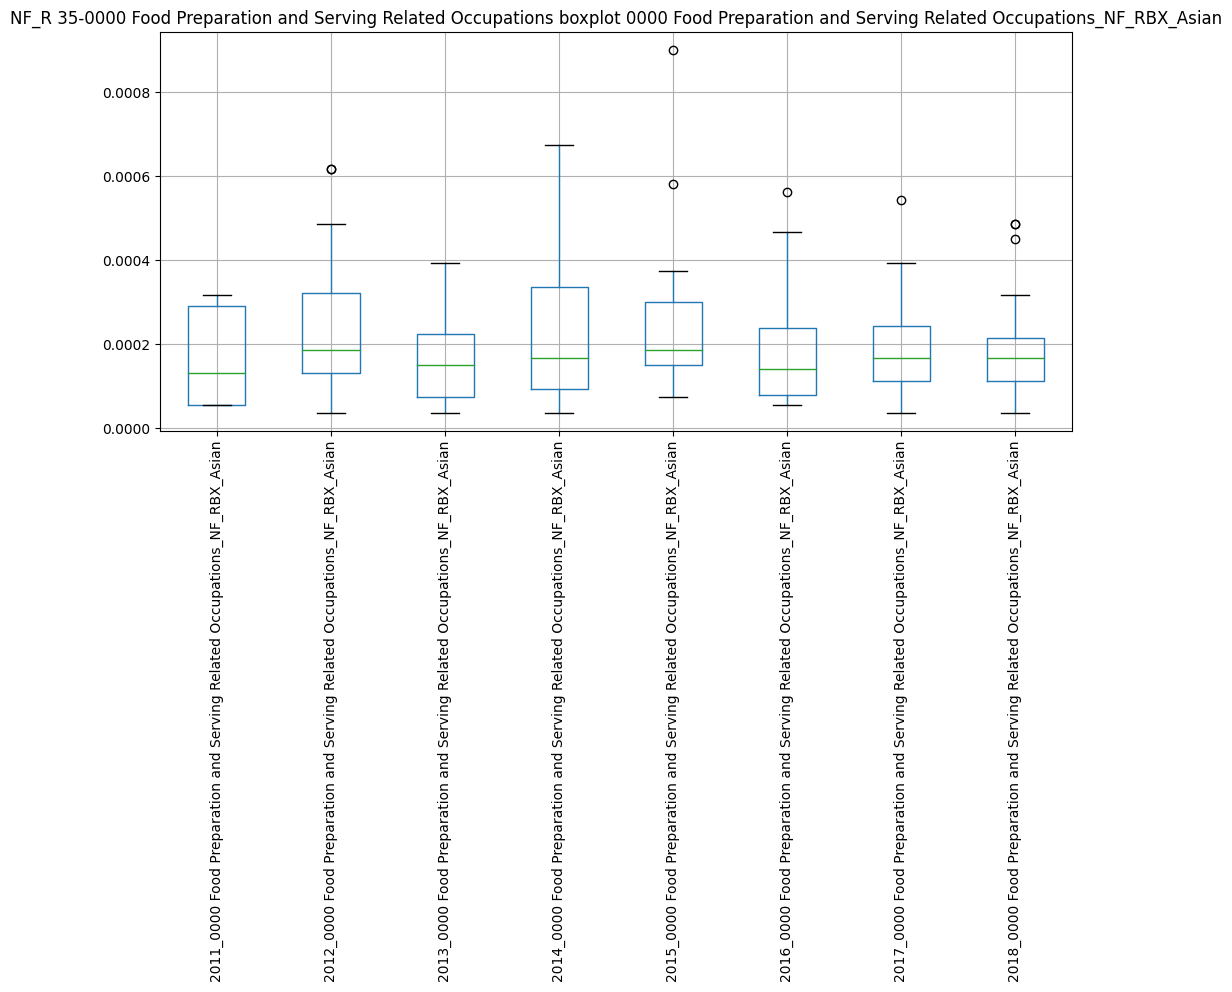 NF_R 35-0000 Food Preparation and Serving Related Occupations boxplot 0000 Food Preparation and Serving Related Occupations_NF_RBX_Asian
0.0008
0.0006
0.0004
0.0002
0.0000
2011_0000 Food Preparation and Serving Related Occupations_NF_RBX_Asian
2012_0000 Food Preparation and Serving Related Occupations_NF_RBX_Asian
2013_0000 Food Preparation and Serving Related Occupations_NF_RBX_Asian
2014_0000 Food Preparation and Serving Related Occupations_NF_RBX_Asian
2015_0000 Food Preparation and Serving Related Occupations_NF_RBX_Asian
2016_0000 Food Preparation and Serving Related Occupations_NF_RBX_Asian
2017_0000 Food Preparation and Serving Related Occupations_NF_RBX_Asian
2018_0000 Food Preparation and Serving Related Occupations_NF_RBX_Asian